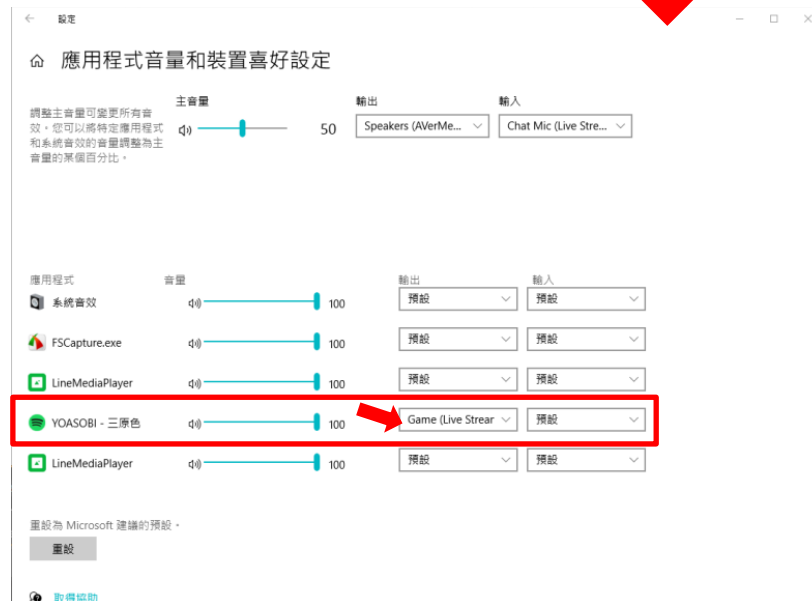 設定
應用程式音量和裝置喜好設定
調整主音量可變更所有音
效。您可以將特定應用程式
和系統音效的音量調整為主
音量的某個百分比。
主音量
50
輸出
Speakers (AVerMe...
輸入
Chat Mic (Live Stre...
應用程式 音量 輸出 輸入
系統音效 100 預設 預設
FSCapture.exe 100 預設 預設
LineMediaPlayer 100 預設 預設
YOASOBI - 三原色 100 Game (Live Strear 預設
LineMediaPlayer 100 預設 預設
重設為 Microsoft 建議的預設。
重設
取得協助